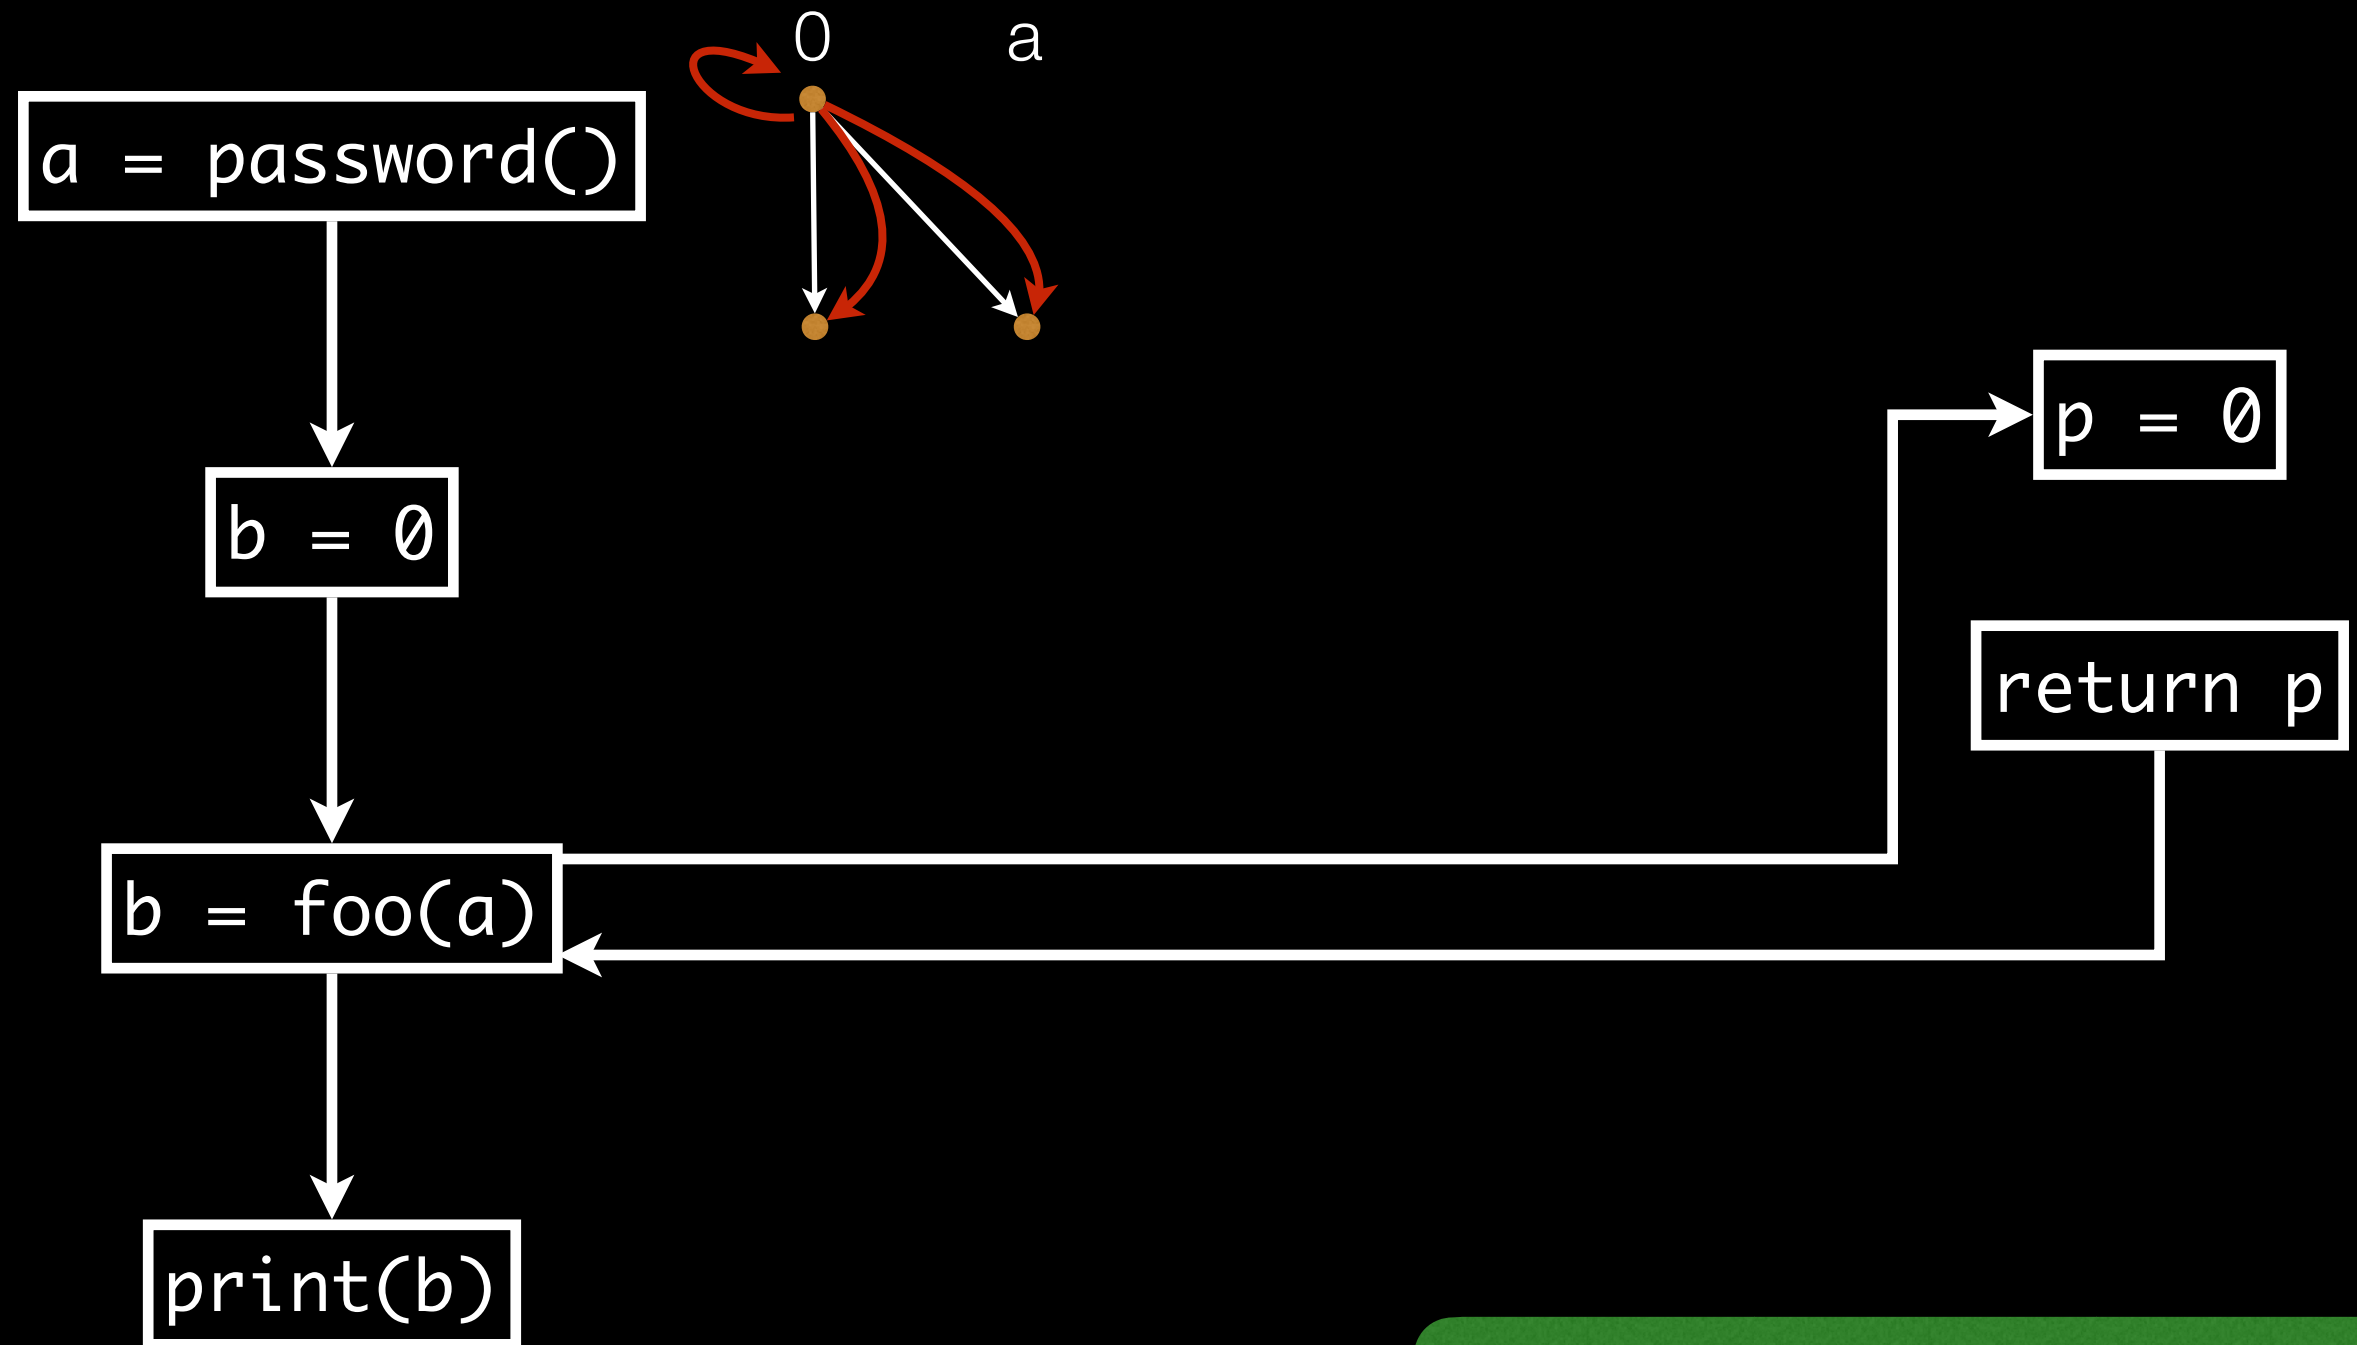 0 a
a = password()
p = 0
b = 0
return p
b = foo(a)
print(b)